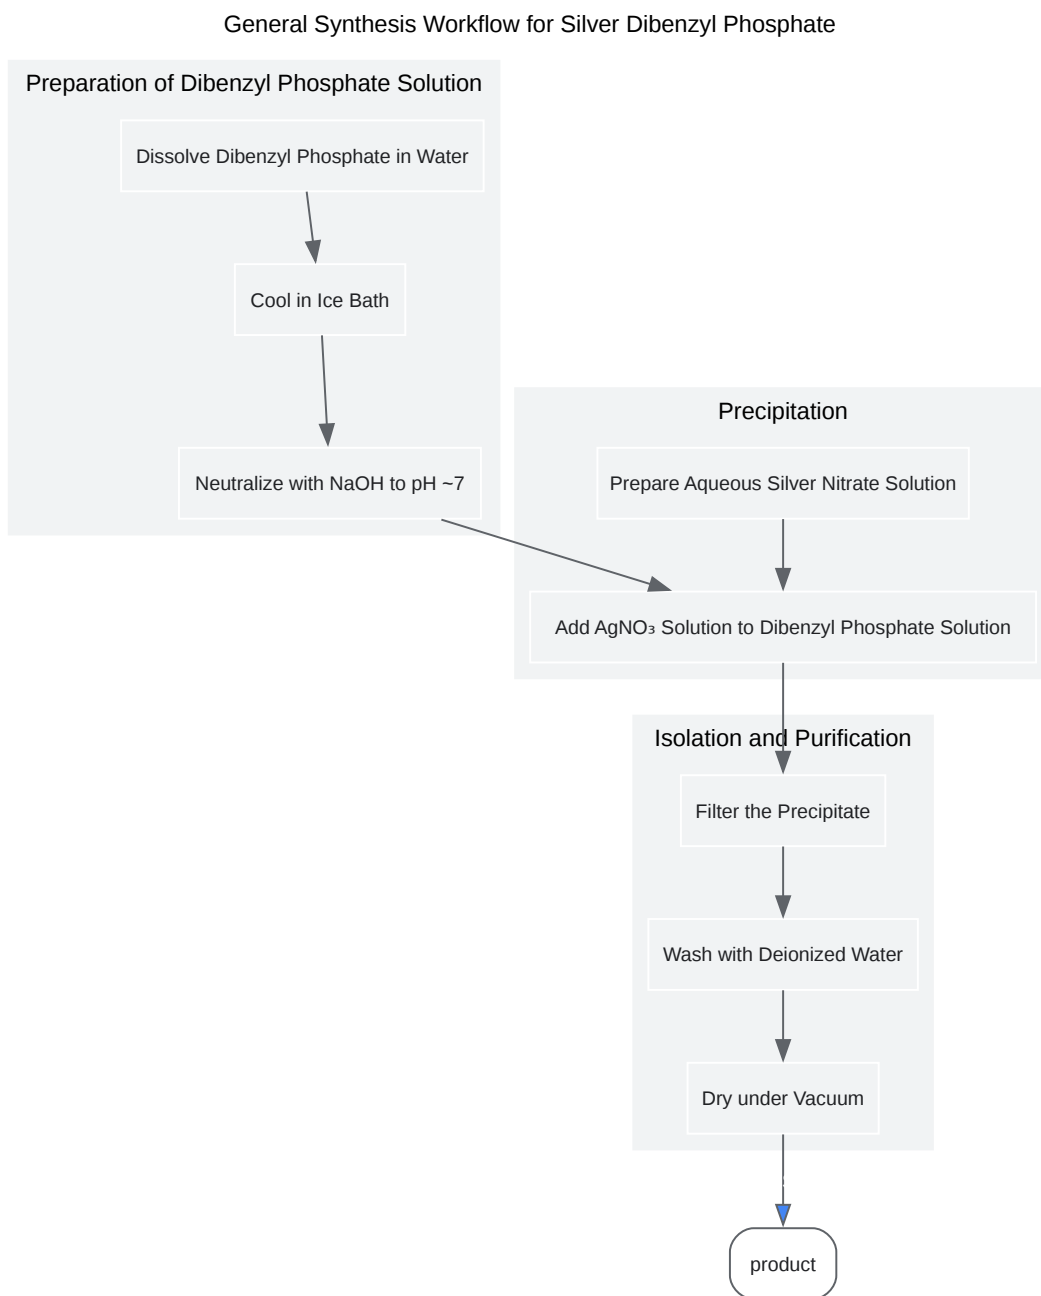 General Synthesis Workflow for Silver Dibenzyl Phosphate
Preparation of Dibenzyl Phosphate Solution
Dissolve Dibenzyl Phosphate in Water
Cool in Ice Bath
Neutralize with NaOH to pH ~7
Precipitation
Prepare Aqueous Silver Nitrate Solution
Add AgNO₃ Solution to Dibenzyl Phosphate Solution
Isolation and Purification
Filter the Precipitate
Wash with Deionized Water
Dry under Vacuum
product